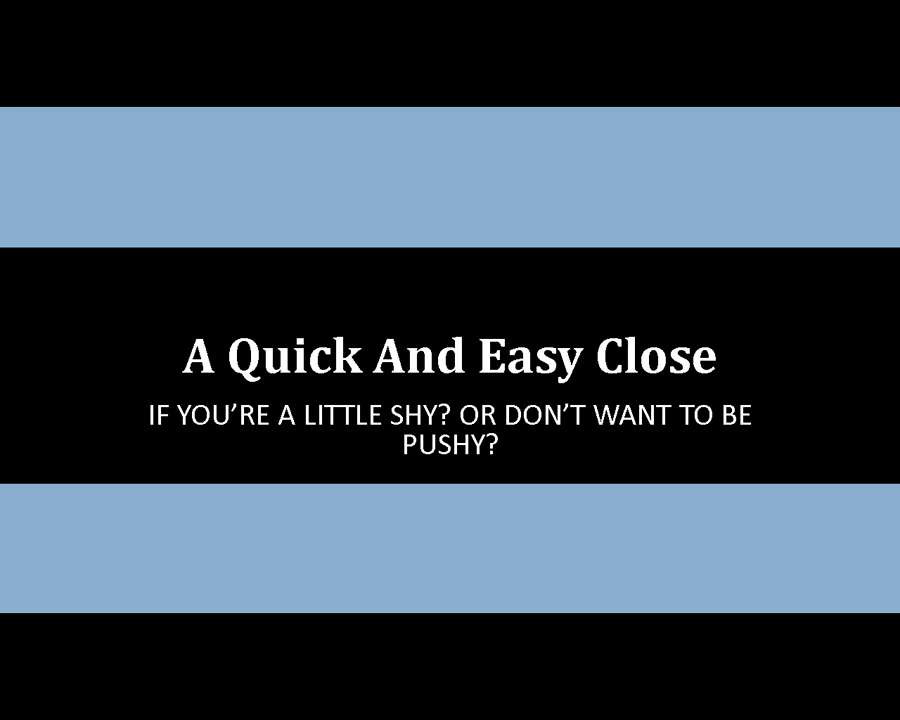 A Quick And Easy Close
IF YOU’RE A LITTLE SHY? OR DON’T WANT TO BE
PUSHY?